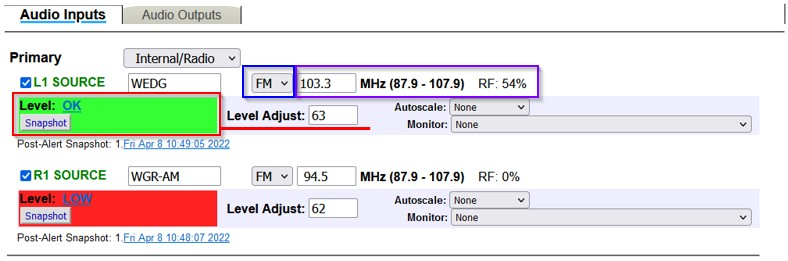 Audio Inputs Audio Outputs
Primary Internal/Radio
L1 SOURCE WEDG FM 103.3 MHz (87.9 - 107.9) RF: 54%
Level: OK Level Adjust: 63 Autoscale: None
Snapshot Monitor: None
Post-Alert Snapshot: 1.Fri Apr 8 10:49:05 2022
R1 SOURCE WGR-AM FM 94.5 MHz (87.9 - 107.9) RF: 0%
Level: LOW Level Adjust: 62 Autoscale: None
Snapshot Monitor: None
Post-Alert Snapshot: 1.Fri Apr 8 10:48:07 2022